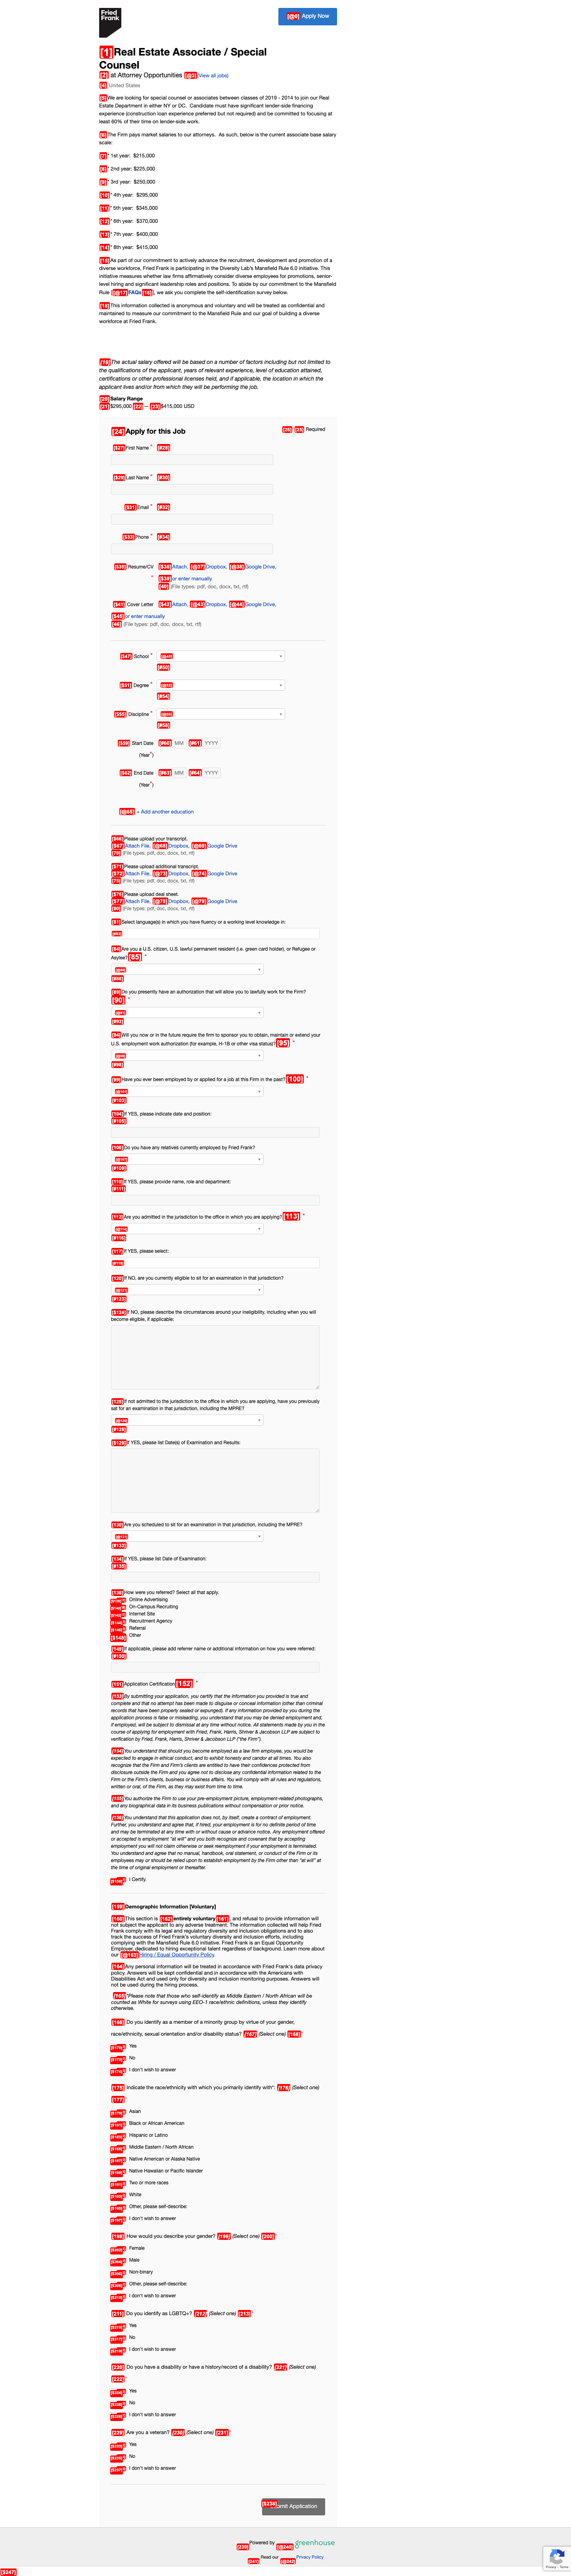 Fried
Frank
[@0] Apply Now
[1]Real Estate Associate / Special
Counsel
[2] at Attorney Opportunities [@3](View all jobs)
[4] United States
[5]We are looking for special counsel or associates between classes of 2019 - 2014 to join our Real
Estate Department in either NY or DC. Candidate must have significant lender-side financing
experience (construction loan experience preferred but not required) and be committed to focusing at
least 60% of their time on lender-side work.
[6]The Firm pays market salaries to our attorneys. As such, below is the current associate base salary
scale:
[7]* 1st year: $215,000
[8]* 2nd year: $225,000
[9]* 3rd year: $250,000
[10]* 4th year: $295,000
[11]* 5th year: $345,000
[12]* 6th year: $370,000
[13]* 7th year: $400,000
[14]* 8th year: $415,000
[15]As part of our commitment to actively advance the recruitment, development and promotion of a
diverse workforce, Fried Frank is participating in the Diversity Lab's Mansfield Rule 6.0 initiative. This
initiative measures whether law firms affirmatively consider diverse employees for promotions, senior-
level hiring and significant leadership roles and positions. To abide by our commitment to the Mansfield
Rule [@17]FAQs[16], we ask you complete the self-identification survey below.
[18]This information collected is anonymous and voluntary and will be treated as confidential and
maintained to measure our commitment to the Mansfield Rule and our goal of building a diverse
workforce at Fried Frank.
[19]The actual salary offered will be based on a number of factors including but not limited to
the qualifications of the applicant, years of relevant experience, level of education attained,
certifications or other professional licenses held, and if applicable, the location in which the
applicant lives and/or from which they will be performing the job.
[20]Salary Range
[21]$295,000 [22] — [23]$415,000 USD
[24]Apply for this Job
[26] [25] Required
[$27]First Name * [#28]
[$29]Last Name * [#30]
[$31]Email * [#32]
[$33]Phone * [#34]
[$35] Resume/CV *
[$36]Attach, [@37]Dropbox, [@38]Google Drive,
[$39]or enter manually
[40] (File types: pdf, doc, docx, txt, rtf)
[$41] Cover Letter [$42]Attach, [@43]Dropbox, [@44]Google Drive,
[$45]or enter manually
[46] (File types: pdf, doc, docx, txt, rtf)
[$47] School *
[#50]
[$51] Degree *
[#54]
[$55] Discipline *
[#58]
[$59] Start Date [#60] MM [#61] YYYY
(Year*)
[$62] End Date [#63] MM [#64] YYYY
(Year*)
[@65] + Add another education
[$66]Please upload your transcript.
[$67]Attach File, [@68]Dropbox, [@69]Google Drive
[70] (File types: pdf, doc, docx, txt, rtf)
[$71]Please upload additional transcript.
[$72]Attach File, [@73]Dropbox, [@74]Google Drive
[75] (File types: pdf, doc, docx, txt, rtf)
[$76]Please upload deal sheet.
[$77]Attach File, [@78]Dropbox, [@79]Google Drive
[80] (File types: pdf, doc, docx, txt, rtf)
[81]Select language(s) in which you have fluency or a working level knowledge in:
[84]Are you a U.S. citizen, U.S. lawful permanent resident (i.e. green card holder), or Refugee or
Asylee?[85] *
[#88]
[89]Do you presently have an authorization that will allow you to lawfully work for the Firm?
[90] *
[#93]
[94]Will you now or in the future require the firm to sponsor you to obtain, maintain or extend your
U.S. employment work authorization (for example, H-1B or other visa status)?[95] *
[#98]
[99]Have you ever been employed by or applied for a job at this Firm in the past?[100] *
[#103]
[104]If YES, please indicate date and position:
[#105]
[106]Do you have any relatives currently employed by Fried Frank?
[#109]
[110]If YES, please provide name, role and department:
[#111]
[112]Are you admitted in the jurisdiction to the office in which you are applying?[113] *
[#116]
[117]If YES, please select:
[120]If NO, are you currently eligible to sit for an examination in that jurisdiction?
[#123]
[$124]If NO, please describe the circumstances around your ineligibility, including when you will
become eligible, if applicable:
[125]If not admitted to the jurisdiction to the office in which you are applying, have you previously
sat for an examination in that jurisdiction, including the MPRE?
[#128]
[$129]If YES, please list Date(s) of Examination and Results:
[130]Are you scheduled to sit for an examination in that jurisdiction, including the MPRE?
[#133]
[134]If YES, please list Date of Examination:
[#135]
[136]How were you referred? Select all that apply.
Online Advertising
On-Campus Recruiting
Internet Site
Recruitment Agency
Referral
[$148] Other
[149]If applicable, please add referrer name or additional information on how you were referred:
[#150]
[151]Application Certification[152] *
[153]By submitting your application, you certify that the information you provided is true and
complete and that no attempt has been made to disguise or conceal information (other than criminal
records that have been properly sealed or expunged). If any information provided by you during the
application process is false or misleading, you understand that you may be denied employment and,
if employed, will be subject to dismissal at any time without notice. All statements made by you in the
course of applying for employment with Fried, Frank, Harris, Shriver & Jacobson LLP are subject to
verification by Fried, Frank, Harris, Shriver & Jacobson LLP ("the Firm").
[154]You understand that should you become employed as a law firm employee, you would be
expected to engage in ethical conduct, and to exhibit honesty and candor at all times. You also
recognize that the Firm and Firm's clients are entitled to have their confidences protected from
disclosure outside the Firm and you agree not to disclose any confidential information related to the
Firm or the Firm's clients, business or business affairs. You will comply with all rules and regulations,
written or oral, of the Firm, as they may exist from time to time.
[155]You authorize the Firm to use your pre-employment picture, employment-related photographs,
and any biographical data in its business publications without compensation or prior notice.
[156]You understand that this application does not, by itself, create a contract of employment.
Further, you understand and agree that, if hired, your employment is for no definite period of time
and may be terminated at any time with or without cause or advance notice. Any employment offered
or accepted is employment "at will" and you both recognize and covenant that by accepting
employment you will not claim otherwise or seek reemployment if your employment is terminated.
You understand and agree that no manual, handbook, oral statement, or conduct of the Firm or its
employees may or should be relied upon to establish employment by the Firm other than "at will" at
the time of original employment or thereafter.
I Certify.
[159]Demographic Information [Voluntary]
[160]This section is [162]entirely voluntary[161], and refusal to provide information will
not subject the applicant to any adverse treatment. The information collected will help Fried
Frank comply with its legal and regulatory diversity and inclusion obligations and to also
track the success of Fried Frank's voluntary diversity and inclusion efforts, including
complying with the Mansfield Rule 6.0 initiative. Fried Frank is an Equal Opportunity
Employer, dedicated to hiring exceptional talent regardless of background. Learn more about
our [@163]Hiring / Equal Opportunity Policy.
[164]Any personal information will be treated in accordance with Fried Frank's data privacy
policy. Answers will be kept confidential and in accordance with the Americans with
Disabilities Act and used only for diversity and inclusion monitoring purposes. Answers will
not be used during the hiring process.
[165]*Please note that those who self-identify as Middle Eastern / North African will be
counted as White for surveys using EEO-1 race/ethnic definitions, unless they identify
otherwise.
[166] Do you identify as a member of a minority group by virtue of your gender,
race/ethnicity, sexual orientation and/or disability status? [167] (Select one) [168]*
Yes
No
I don't wish to answer
[175] Indicate the race/ethnicity with which you primarily identify with*: [176] (Select one)
[177]*
Asian
Black or African American
Hispanic or Latino
Middle Eastern / North African
Native American or Alaska Native
Native Hawaiian or Pacific Islander
Two or more races
White
Other, please self-describe:
I don't wish to answer
[198] How would you describe your gender? [199] (Select one) [200]*
Female
Male
Non-binary
Other, please self-describe:
I don't wish to answer
[211] Do you identify as LGBTQ+? [212] (Select one) [213]*
Yes
No
I don't wish to answer
[220] Do you have a disability or have a history/record of a disability? [221] (Select one)
[222]*
Yes
No
I don't wish to answer
[229] Are you a veteran? [230] (Select one) [231]*
Yes
No
I don't wish to answer
[$238]mit Application
[239] Powered by [@240] greenhouse
[241] Read our [@242] Privacy Policy
Privacy - Terms
[$247]